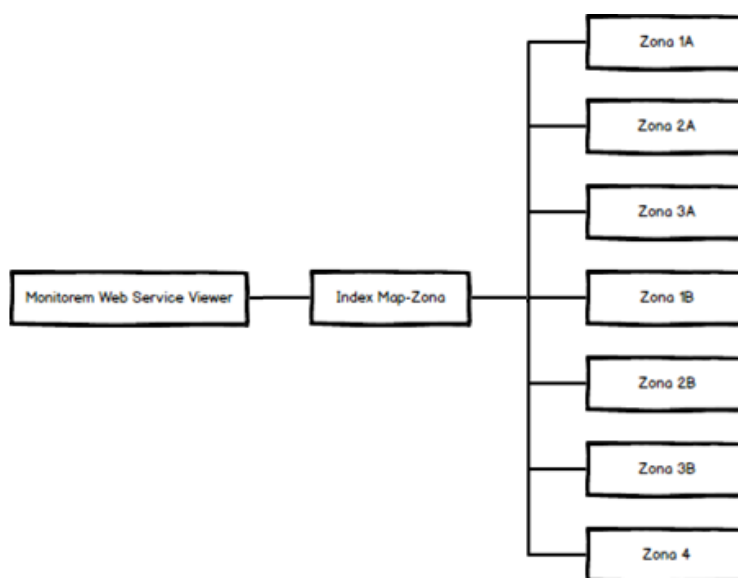 Zona 1A
Zona 2A
Zona 3A
Monitorem Web Service Viewer
Index Map-Zona
Zona 1B
Zona 2B
Zona 3B
Zona 4